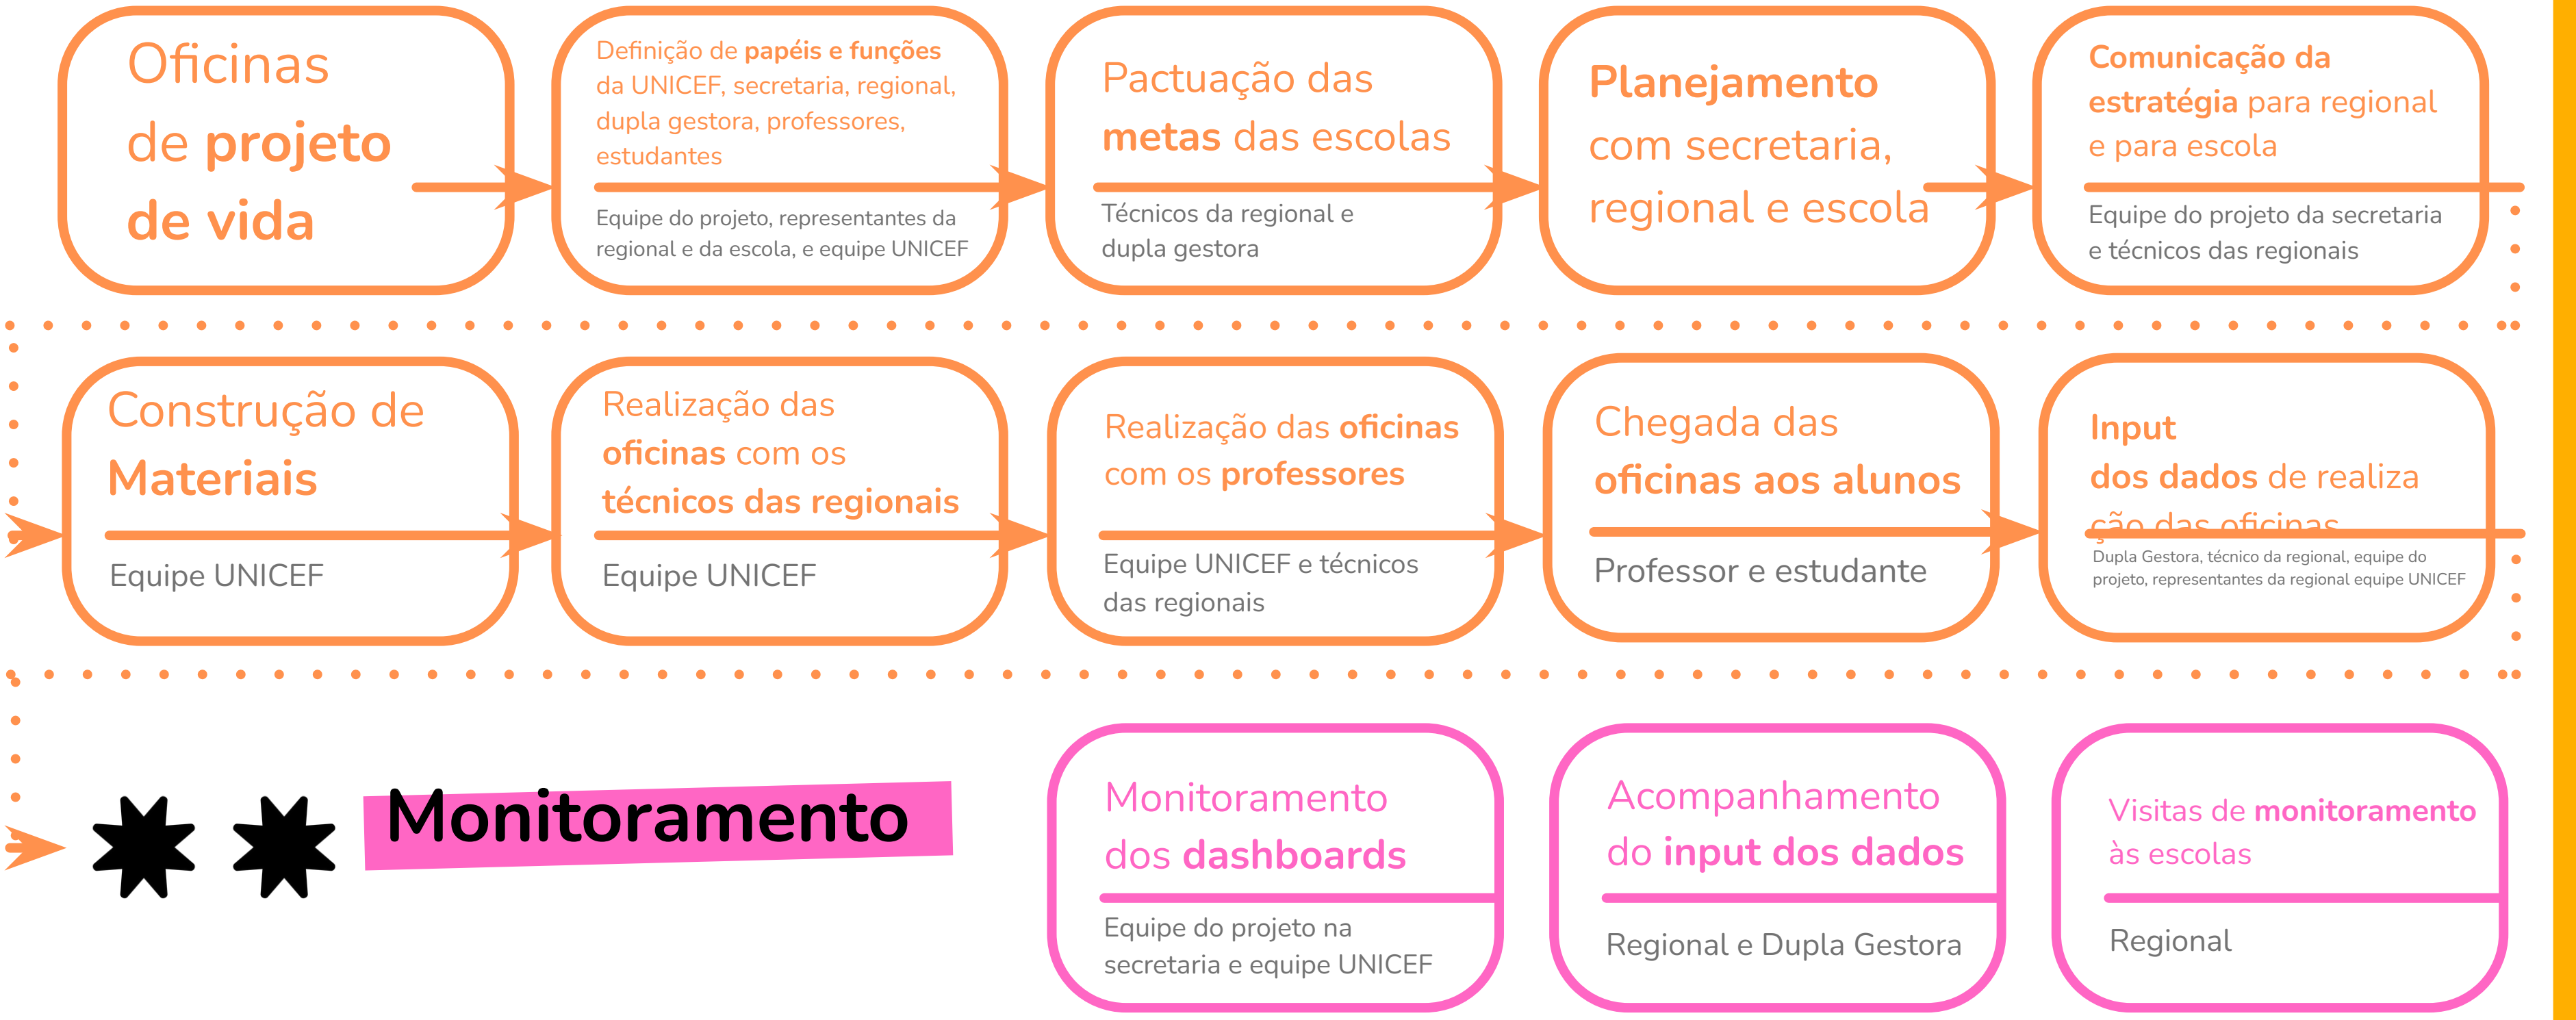 Oficinas
de projeto
de vida
Definição de papéis e funções
da UNICEF, secretaria, regional,
dupla gestora, professores,
estudantes
Equipe do projeto, representantes da
regional e da escola, e equipe UNICEF
Pactuação das
metas das escolas
Técnicos da regional e
dupla gestora
Planejamento
com secretaria,
regional e escola
Comunicação da
estratégia para regional
e para escola
Equipe do projeto da secretaria
e técnicos das regionais
Construção de
Materiais
Equipe UNICEF
Realização das
oficinas com os
técnicos das regionais
Equipe UNICEF
Realização das oficinas
com os professores
Equipe UNICEF e técnicos
das regionais
Chegada das
oficinas aos alunos
Professor e estudante
Input
dos dados de realiza
ção das oficinas
Dupla Gestora, técnico da regional, equipe do
projeto, representantes da regional equipe UNICEF
Monitoramento
Monitoramento
dos dashboards
Equipe do projeto na
secretaria e equipe UNICEF
Acompanhamento
do input dos dados
Regional e Dupla Gestora
Visitas de monitoramento
às escolas
Regional